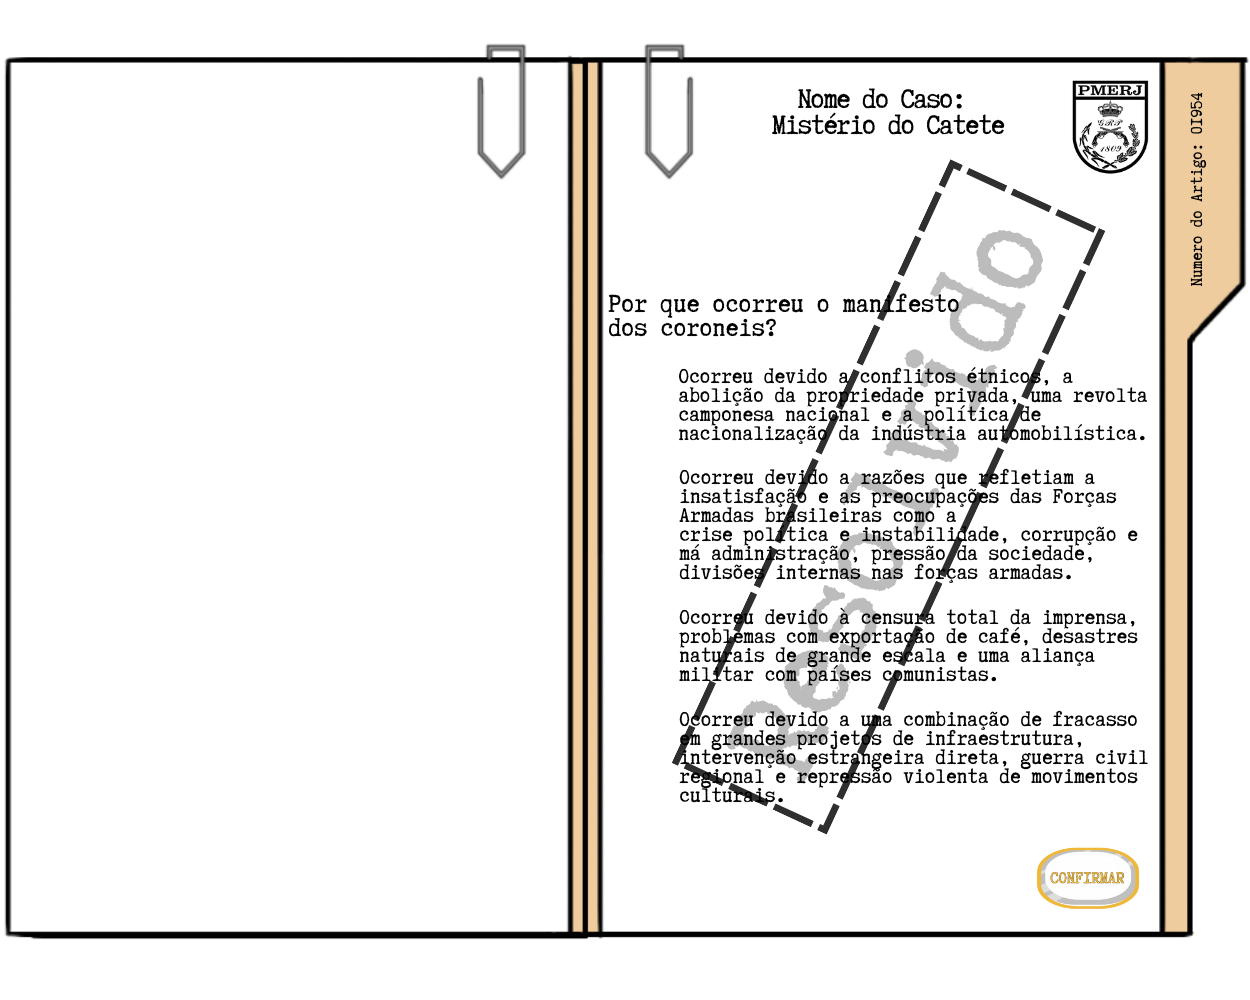 Nome do Caso:
Mistério do Catete
PMERJ
GRP
1809
Numero do Artigo: 0I954
Por que ocorreu o manifesto
dos coroneis?
Ocorreu devido a conflitos étnicos, a
abolição da propriedade privada, uma revolta
camponesa nacional e a política de
nacionalização da indústria automobilística.
Ocorreu devido a razões que refletiam a
insatisfação e as preocupações das Forças
Armadas brasileiras como a
crise política e instabilidade, corrupção e
má administração, pressão da sociedade,
divisões internas nas forças armadas.
Ocorreu devido à censura total da imprensa,
problemas com exportação de café, desastres
naturais de grande escala e uma aliança
militar com países comunistas.
Ocorreu devido a uma combinação de fracasso
em grandes projetos de infraestrutura,
intervenção estrangeira direta, guerra civil
regional e repressão violenta de movimentos
culturais.
Resolvido
CONFIRMAR